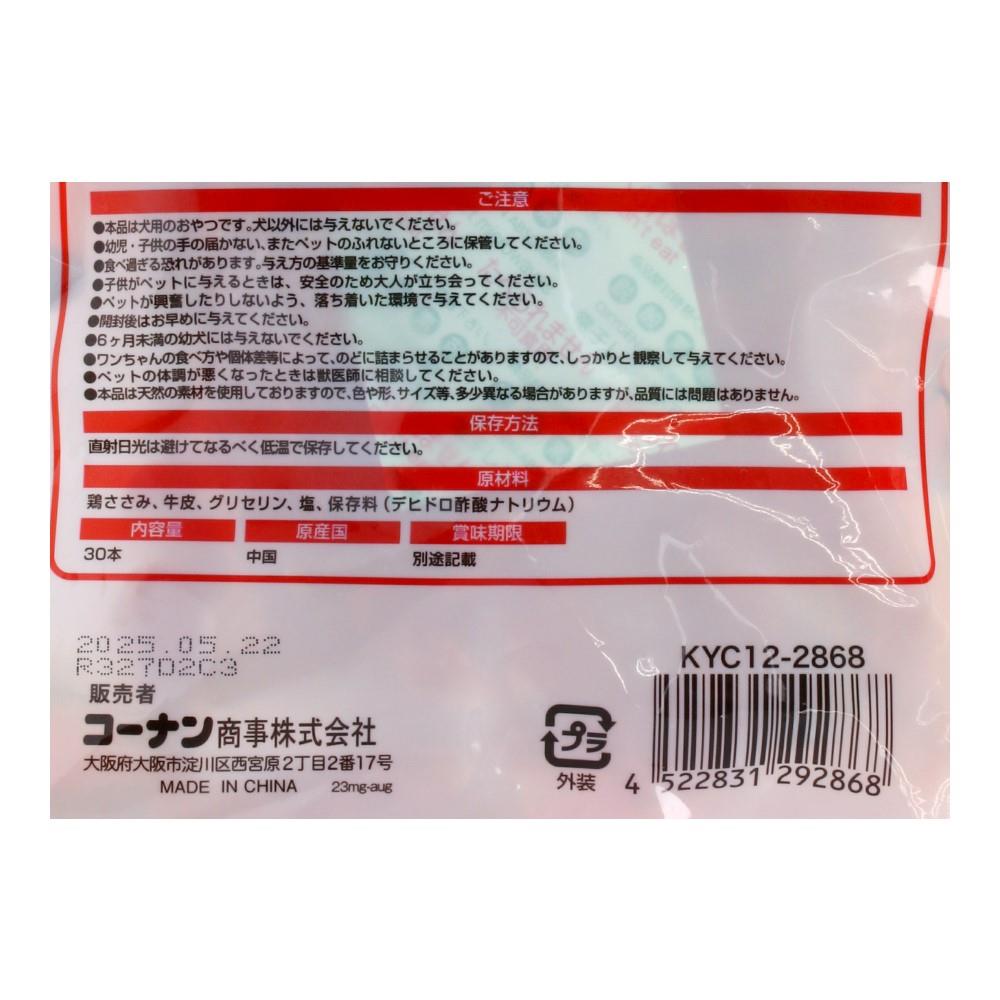 ご注意
●本品は犬用のおやつです。犬以外には与えないでください。
●幼児・子供の手の届かない、またペットのふれないところに保管してください。
●食べ過ぎる恐れがあります。与え方の基準量をお守りください。
●子供がペットに与えるときは、安全のため大人が立ち会ってください。
●ペットが興奮したりしないよう、落ち着いた環境で与えてください。
●開封後はお早めに与えてください。
●6ヶ月未満の幼犬には与えないでください。
●ワンちゃんの食べ方や個体差等によって、のどに詰まらせることがありますので、しっかりと観察して与えてください。
●ペットの体調が悪くなったときは獣医師に相談してください。
●本品は天然の素材を使用しておりますので、色や形、サイズ等、多少異なる場合がありますが、品質には問題はありません。
保存方法
直射日光は避けてなるべく低温で保存してください。
原材料
鶏ささみ、牛皮、グリセリン、塩、保存料(デヒドロ酢酸ナトリウム)
内容量 原産国 賞味期限
30本 中国 別途記載
2025.05.22
R327D2C3
販売者
コーナン商事株式会社
大阪府大阪市淀川区西宮原2丁目2番17号
MADE IN CHINA 23mg-aug
プラ
外装
KYC12-2868
4 522831 292868